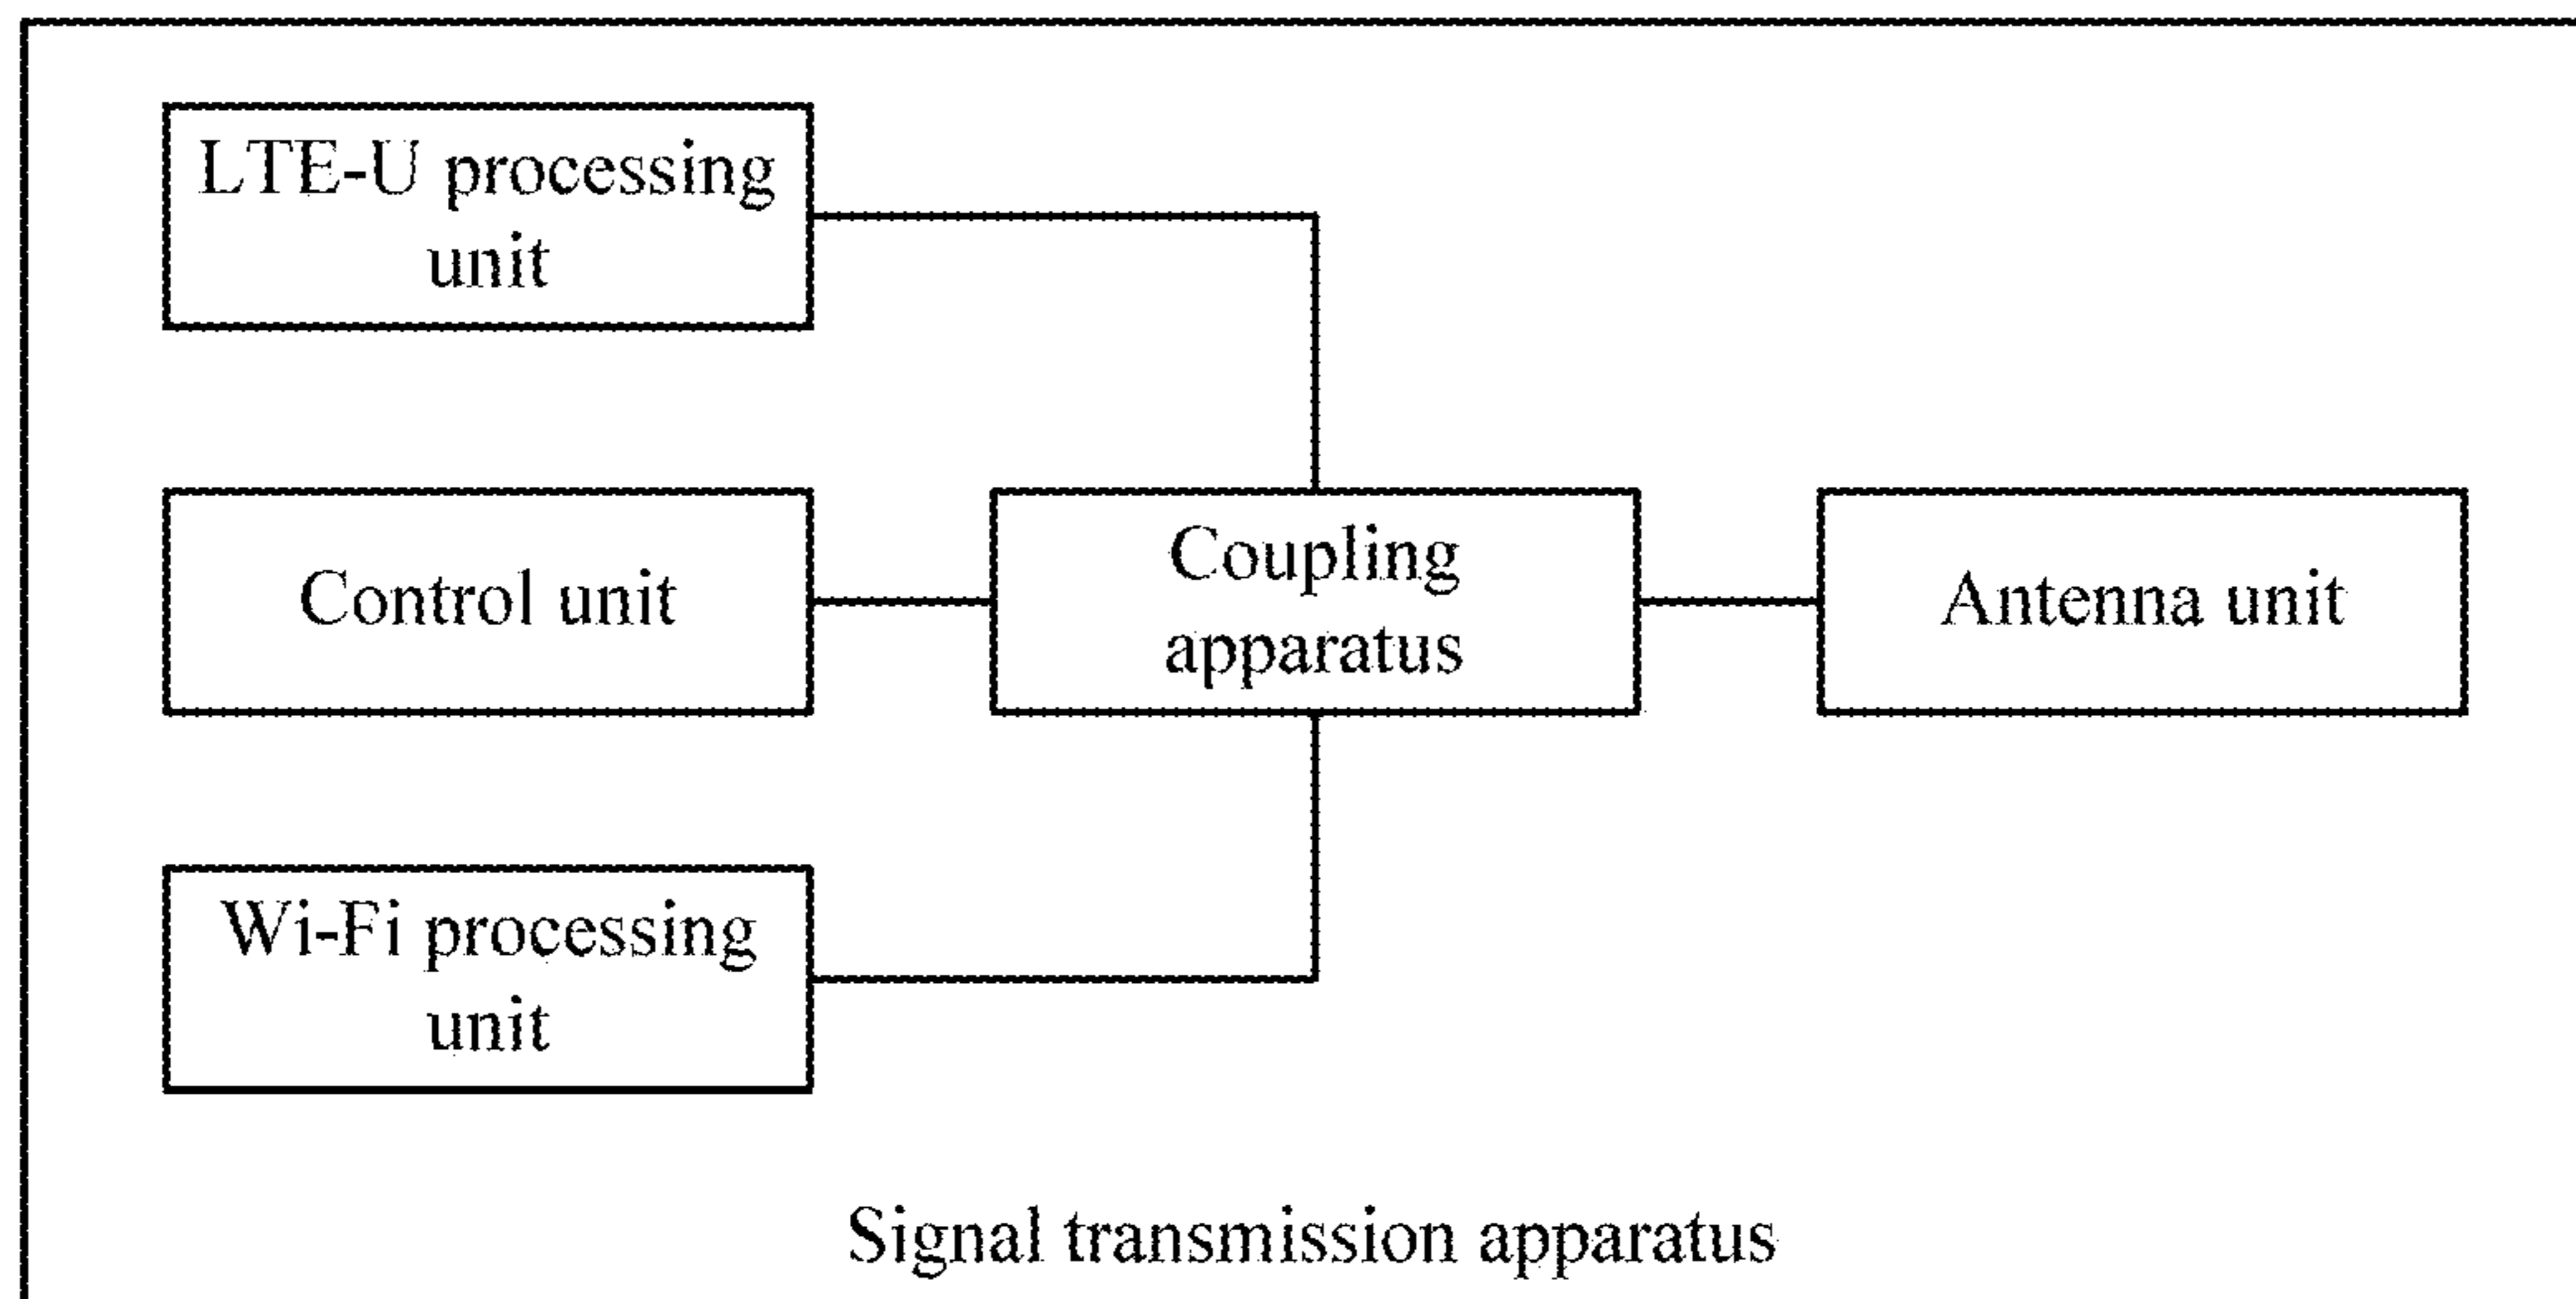 LTE-U processing
unit
Control unit
Coupling
apparatus
Antenna unit
Wi-Fi processing
unit
Signal transmission apparatus